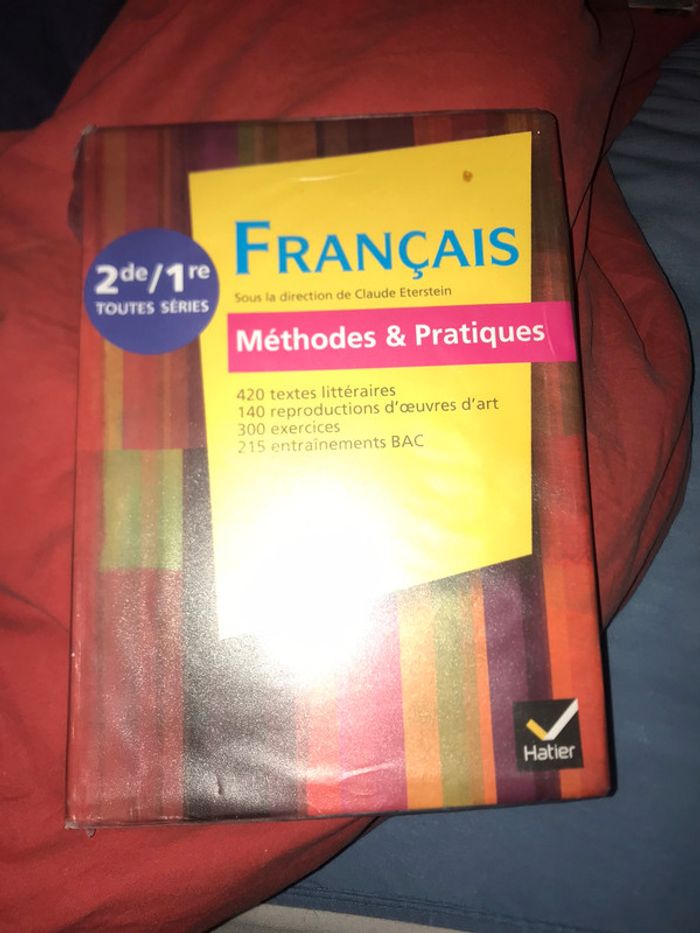 FRANÇAIS
Sous la direction de Claude Eterstein
2de/1re
TOUTES SÉRIES
Méthodes & Pratiques
420 textes littéraires
140 reproductions d'œuvres d'art
300 exercices
215 entraînements BAC
Hatier